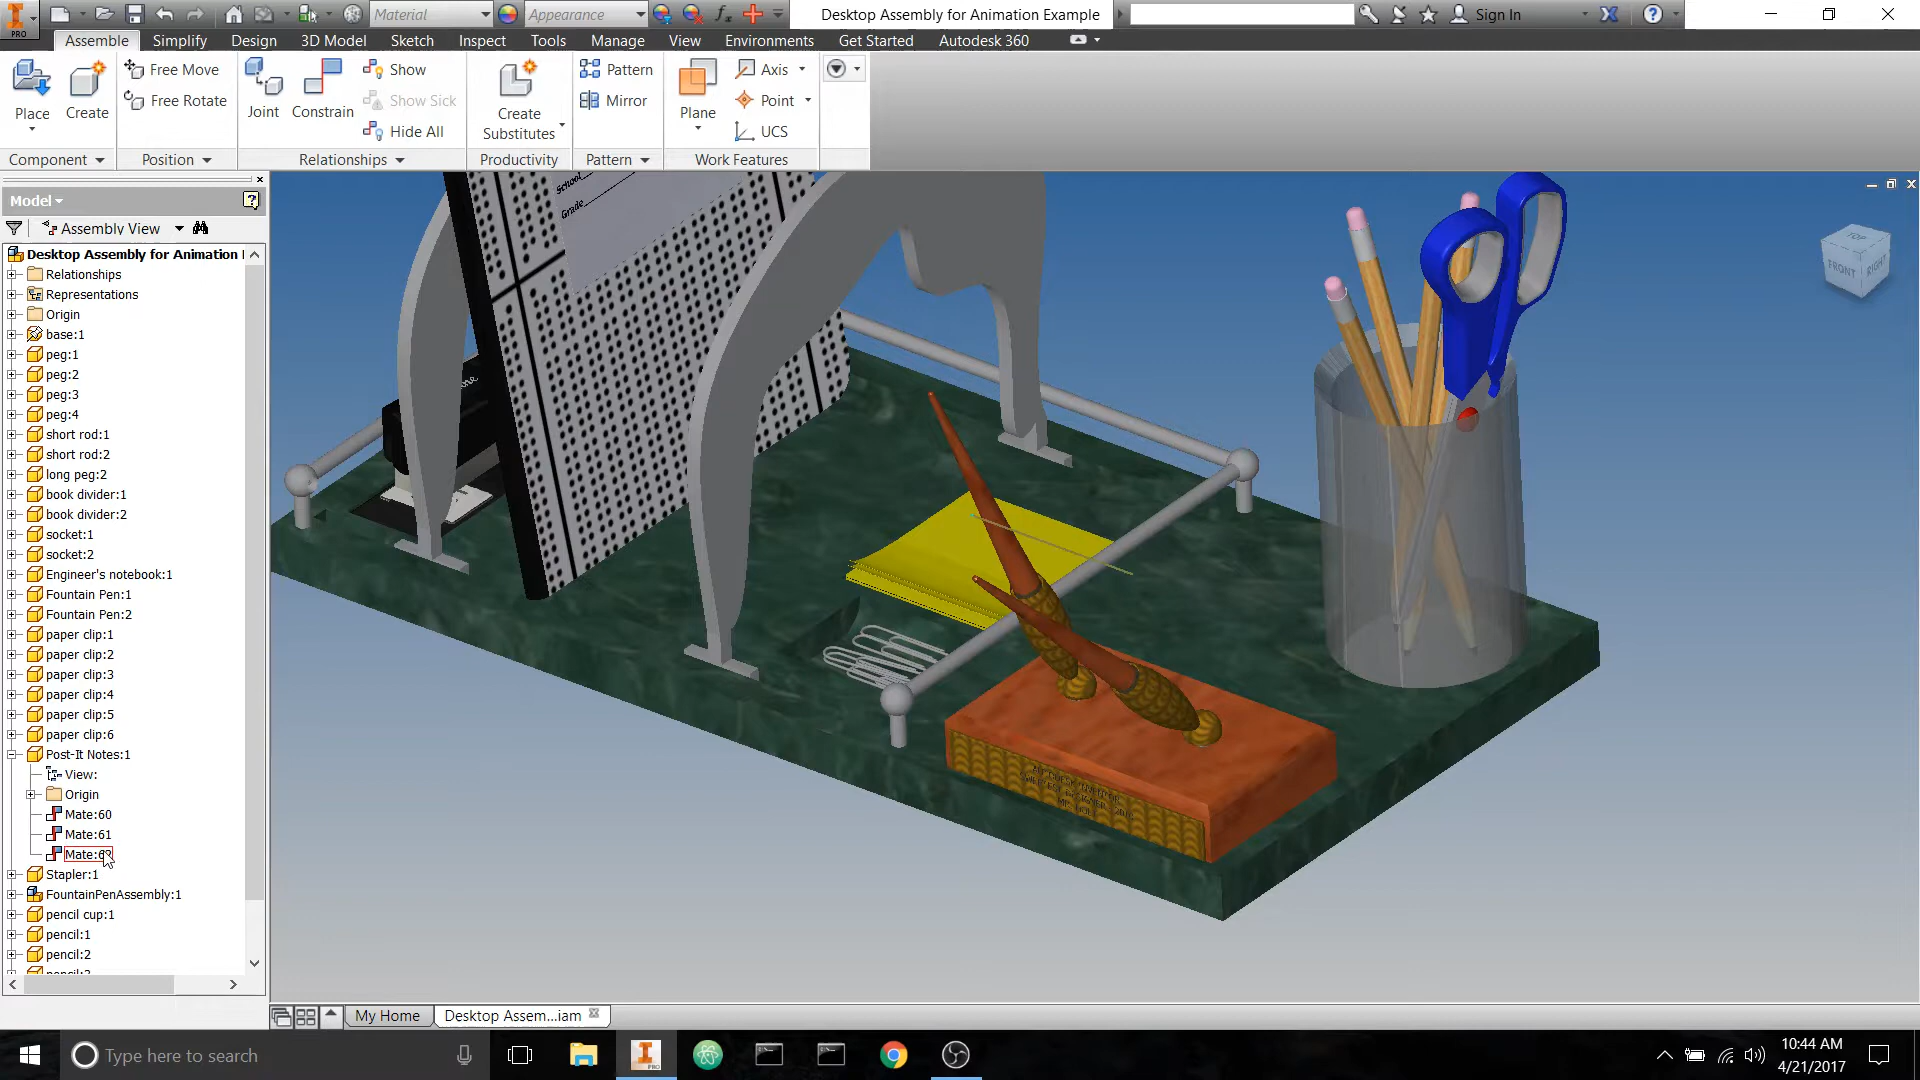 PRO
Material
Appearance
Desktop Assembly for Animation Example
Sign In
Assemble
Simplify
Design
3D Model
Sketch
Inspect
Tools
Manage
View
Environments
Get Started
Autodesk 360
Place
Create
Free Move
Free Rotate
Joint
Constrain
Show
Show Sick
Hide All
Create
Substitutes
Pattern
Mirror
Plane
Axis
Point
UCS
Component
Position
Relationships
Productivity
Pattern
Work Features
Model
Assembly View
Desktop Assembly for Animation
Relationships
Representations
Origin
base:1
peg:1
peg:2
peg:3
peg:4
short rod:1
short rod:2
long peg:2
book divider:1
book divider:2
socket:1
socket:2
Engineer's notebook:1
Fountain Pen:1
Fountain Pen:2
paper clip:1
paper clip:2
paper clip:3
paper clip:4
paper clip:5
paper clip:6
Post-It Notes:1
View:
Origin
Mate:60
Mate:61
Stapler:1
FountainPenAssembly:1
pencil cup:1
pencil:1
pencil:2
School
Grade
TOP
FRONT
RIGHT
My Home
Desktop Assem...iam
Type here to search
PRO
10:44 AM
4/21/2017